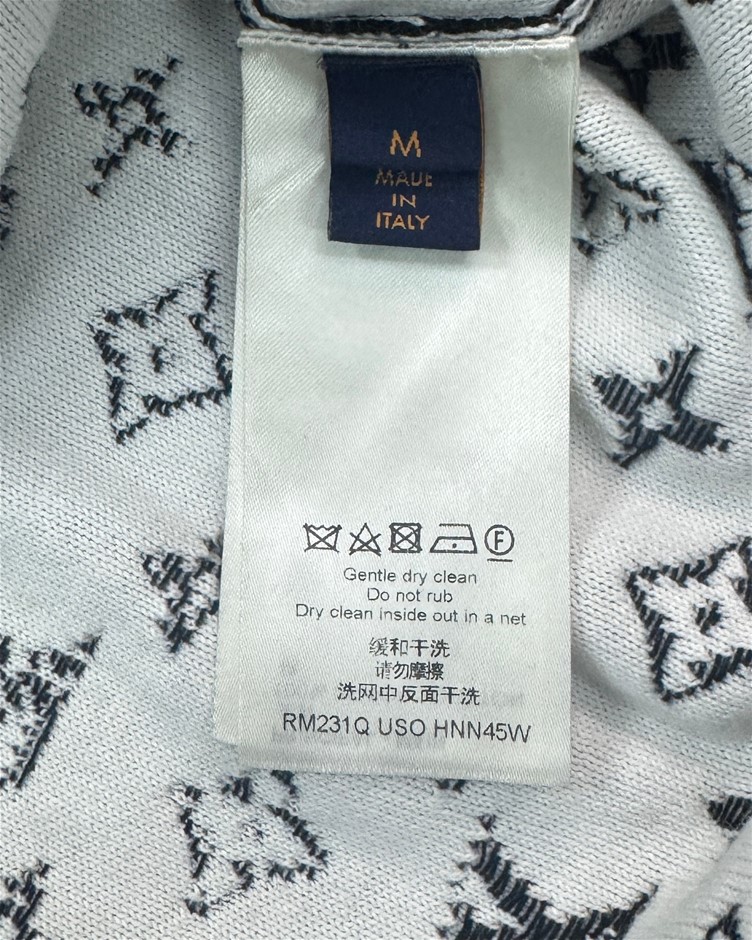 M
MADE
IN
ITALY
F
Gentle dry clean
Do not rub
Dry clean inside out in a net
缓和干洗
请勿摩擦
洗网中反面干洗
RM231Q USO HNN45W